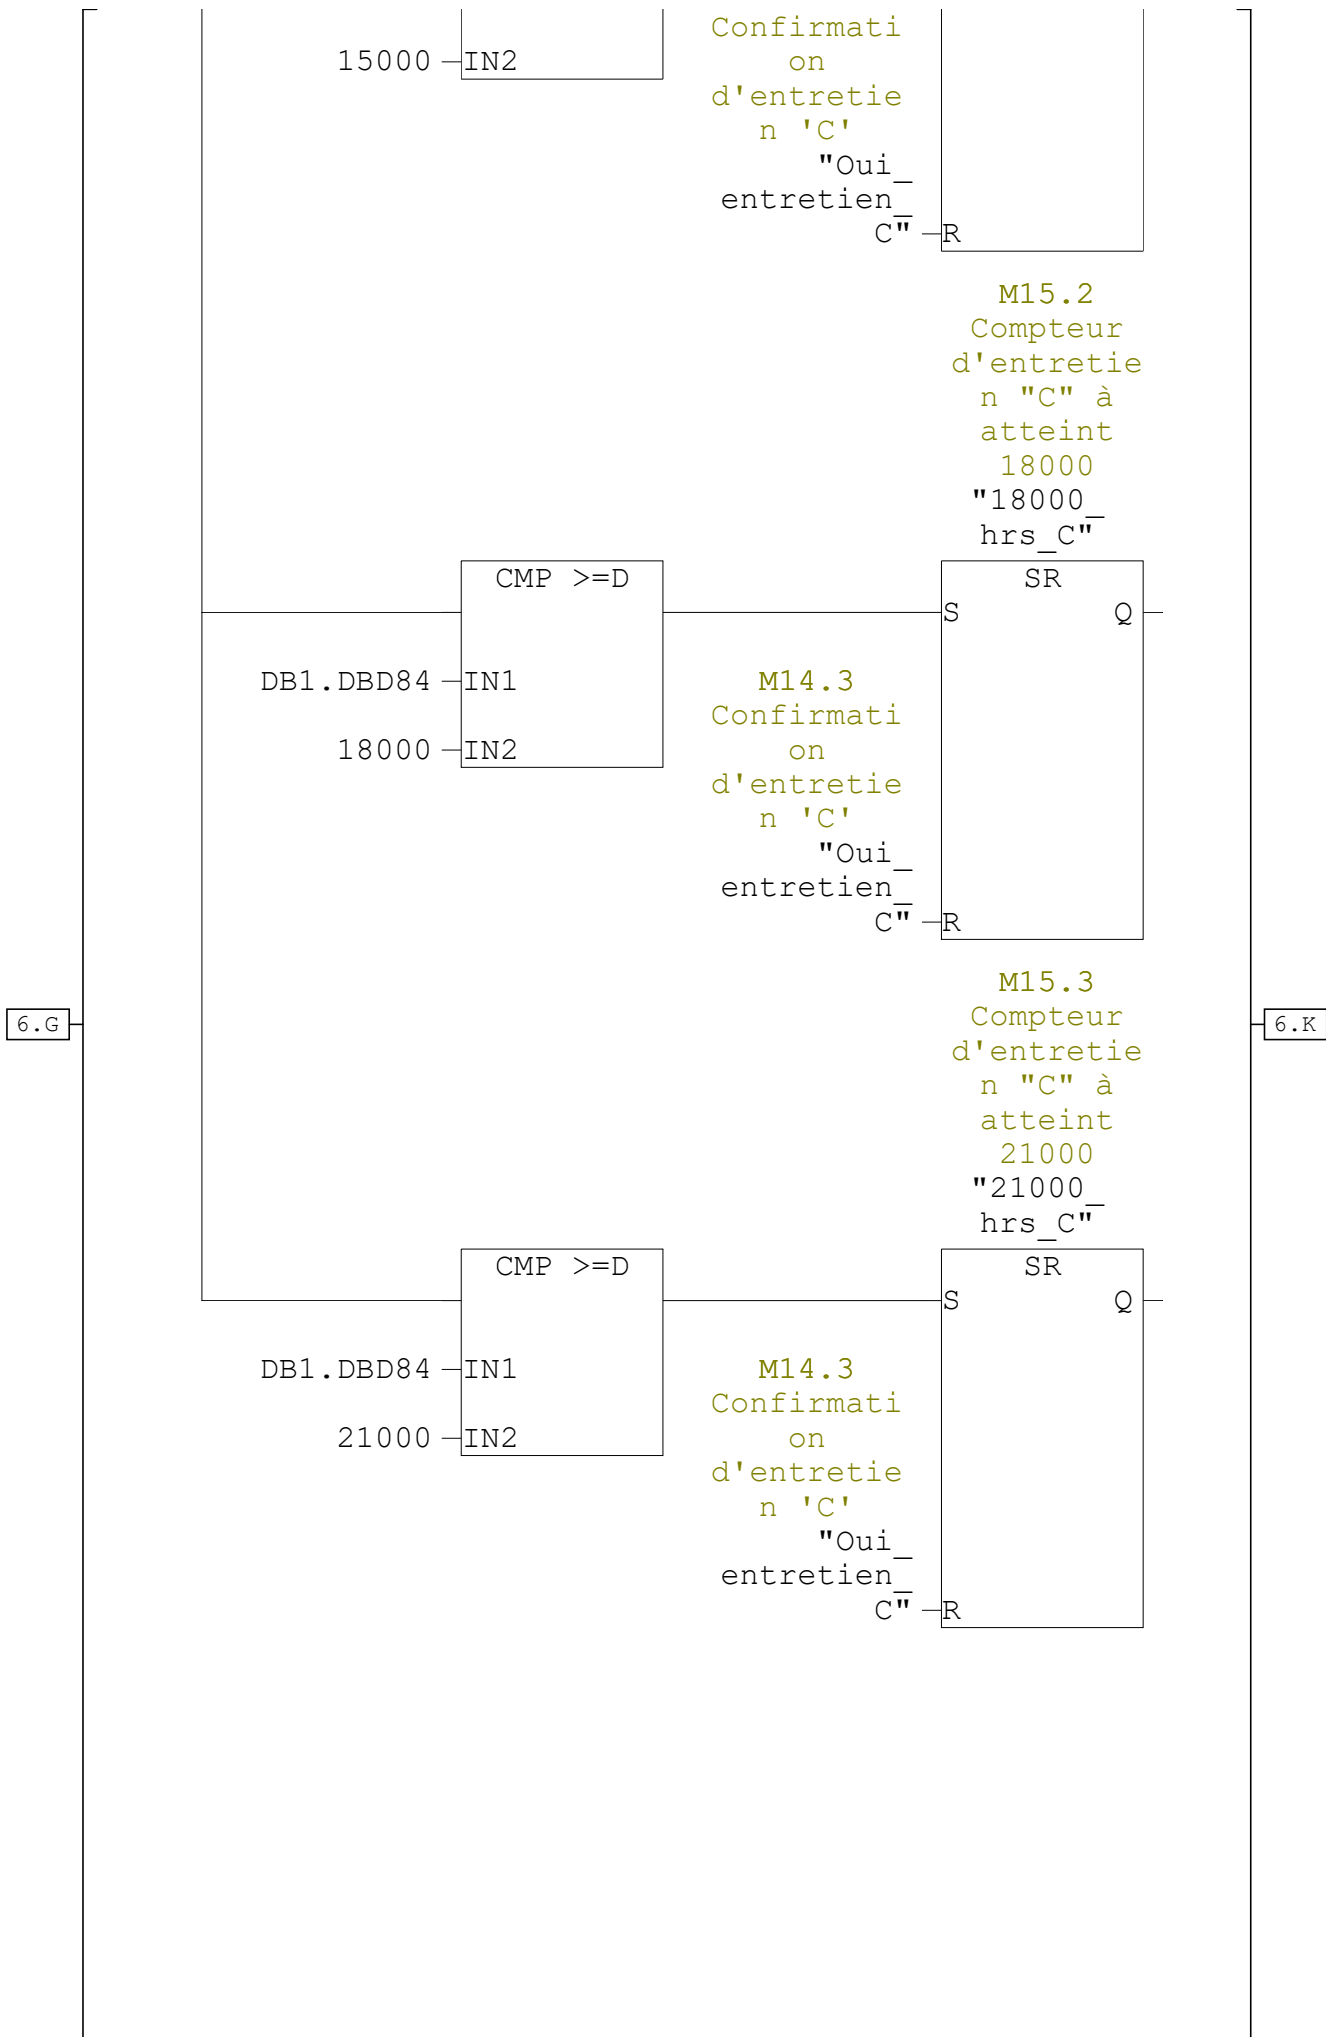 Confirmati
15000 IN2 on
d'entretie
n 'C'
"Oui_
entretien_
C" R
M15.2
Compteur
d'entretie
n "C" à
atteint
18000
"18000_
hrs_C"
CMP >=D SR
S Q
DB1.DBD84 IN1 M14.3
Confirmati
18000 IN2 on
d'entretie
n 'C'
"Oui_
entretien_
C" R
M15.3
6.G Compteur 6.K
d'entretie
n "C" à
atteint
21000
"21000_
hrs_C"
CMP >=D SR
S Q
DB1.DBD84 IN1 M14.3
Confirmati
21000 IN2 on
d'entretie
n 'C'
"Oui_
entretien_
C" R